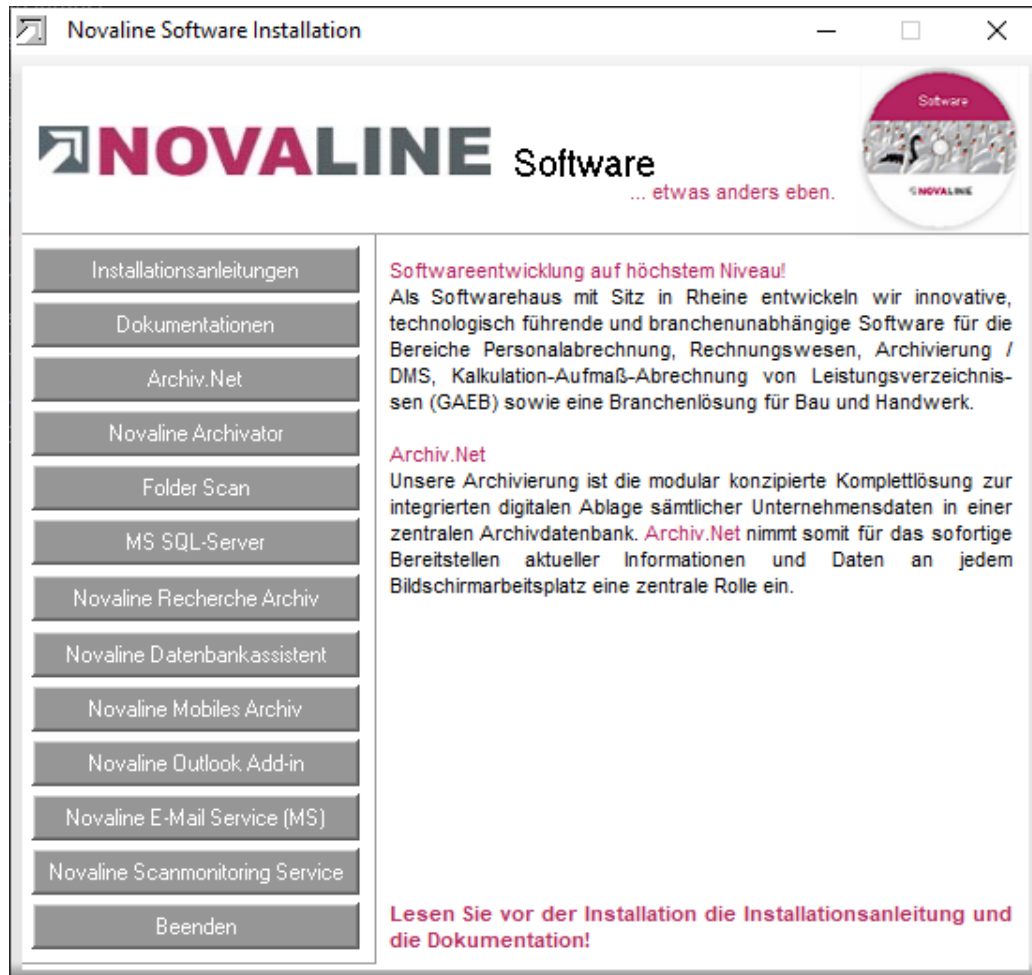 Novaline Software Installation
NOVALINE Software
... etwas anders eben.
Software
NOVALINE
Installationsanleitungen
Dokumentationen
Archiv.Net
Novaline Archivator
Folder Scan
MS SQL-Server
Novaline Recherche Archiv
Novaline Datenbankassistent
Novaline Mobiles Archiv
Novaline Outlook Add-in
Novaline E-Mail Service (MS)
Novaline Scanmonitoring Service
Beenden
Softwareentwicklung auf höchstem Niveau!
Als Softwarehaus mit Sitz in Rheine entwickeln wir innovative,
technologisch führende und branchenunabhängige Software für die
Bereiche Personalabrechnung, Rechnungswesen, Archivierung /
DMS, Kalkulation-Aufmaß-Abrechnung von Leistungsverzeichnis-
sen (GAEB) sowie eine Branchenlösung für Bau und Handwerk.
Archiv.Net
Unsere Archivierung ist die modular konzipierte Komplettlösung zur
integrierten digitalen Ablage sämtlicher Unternehmensdaten in einer
zentralen Archivdatenbank. Archiv.Net nimmt somit für das sofortige
Bereitstellen aktueller Informationen und Daten an jedem
Bildschirmarbeitsplatz eine zentrale Rolle ein.
Lesen Sie vor der Installation die Installationsanleitung und
die Dokumentation!